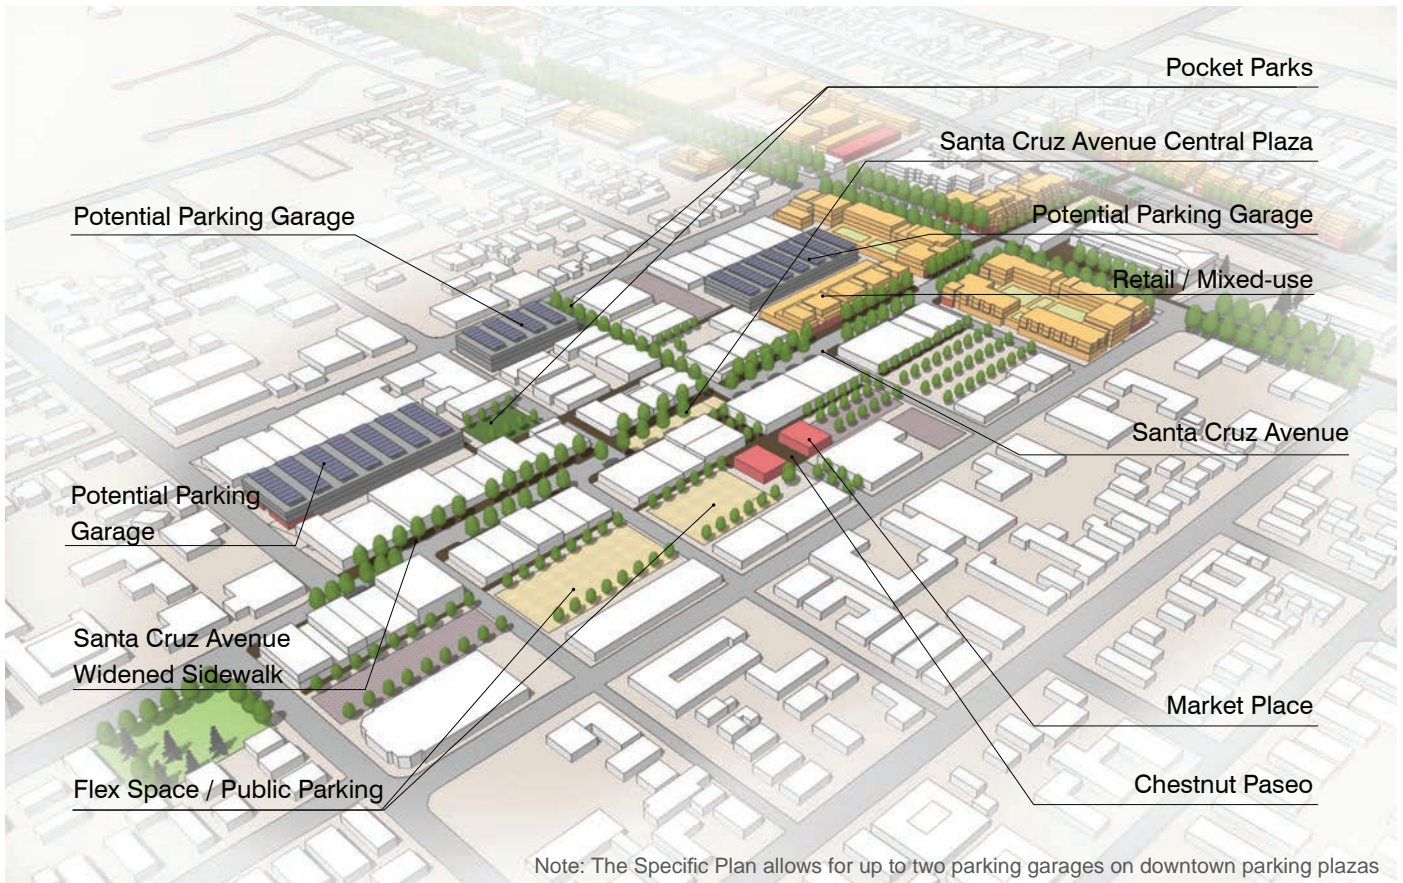 Pocket Parks
Santa Cruz Avenue Central Plaza
Potential Parking Garage
Potential Parking Garage
Retail / Mixed-use
Santa Cruz Avenue
Potential Parking
Garage
Santa Cruz Avenue
Widened Sidewalk
Market Place
Chestnut Paseo
Flex Space / Public Parking
Note: The Specific Plan allows for up to two parking garages on downtown parking plazas